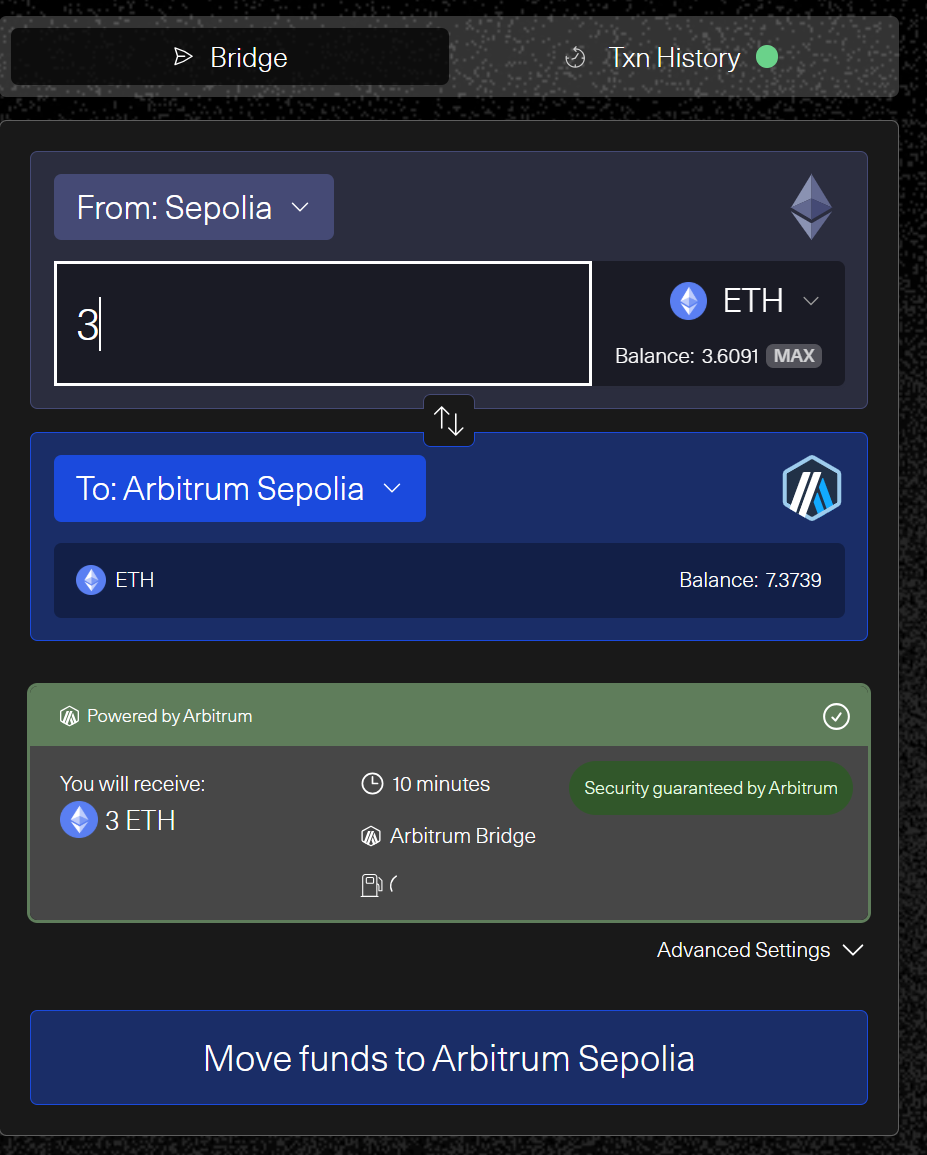 Bridge
Txn History
From: Sepolia
3
ETH
Balance: 3.6091 MAX
To: Arbitrum Sepolia
ETH
Balance: 7.3739
Powered by Arbitrum
You will receive:
3 ETH
10 minutes
Arbitrum Bridge
Security guaranteed by Arbitrum
Advanced Settings
Move funds to Arbitrum Sepolia